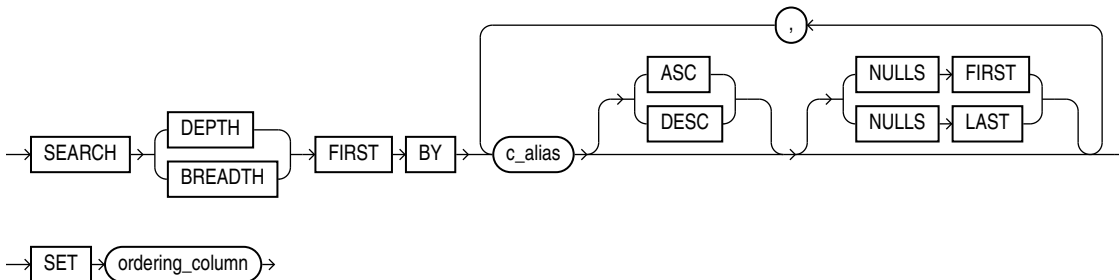 ,
ASC NULLS FIRST
DEPTH DESC NULLS LAST
SEARCH FIRST BY c_alias
BREADTH
SET ordering_column